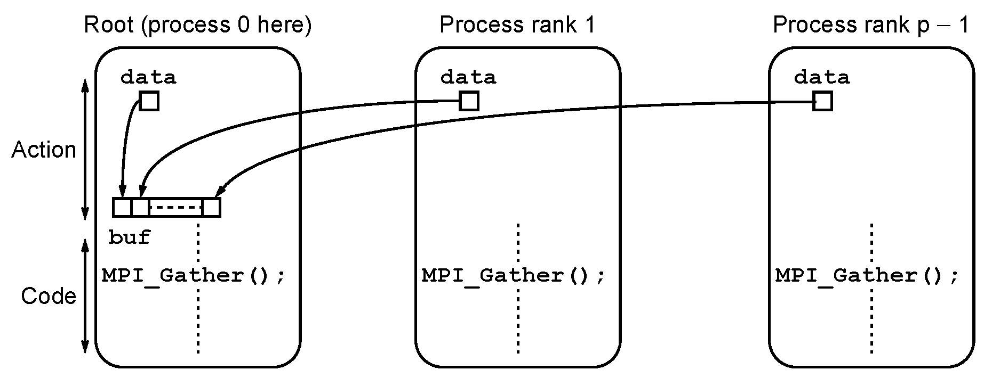 Root (process 0 here) Process rank 1 Process rank p – 1
data data data
Action
buf
MPI_Gather(); MPI_Gather(); MPI_Gather();
Code